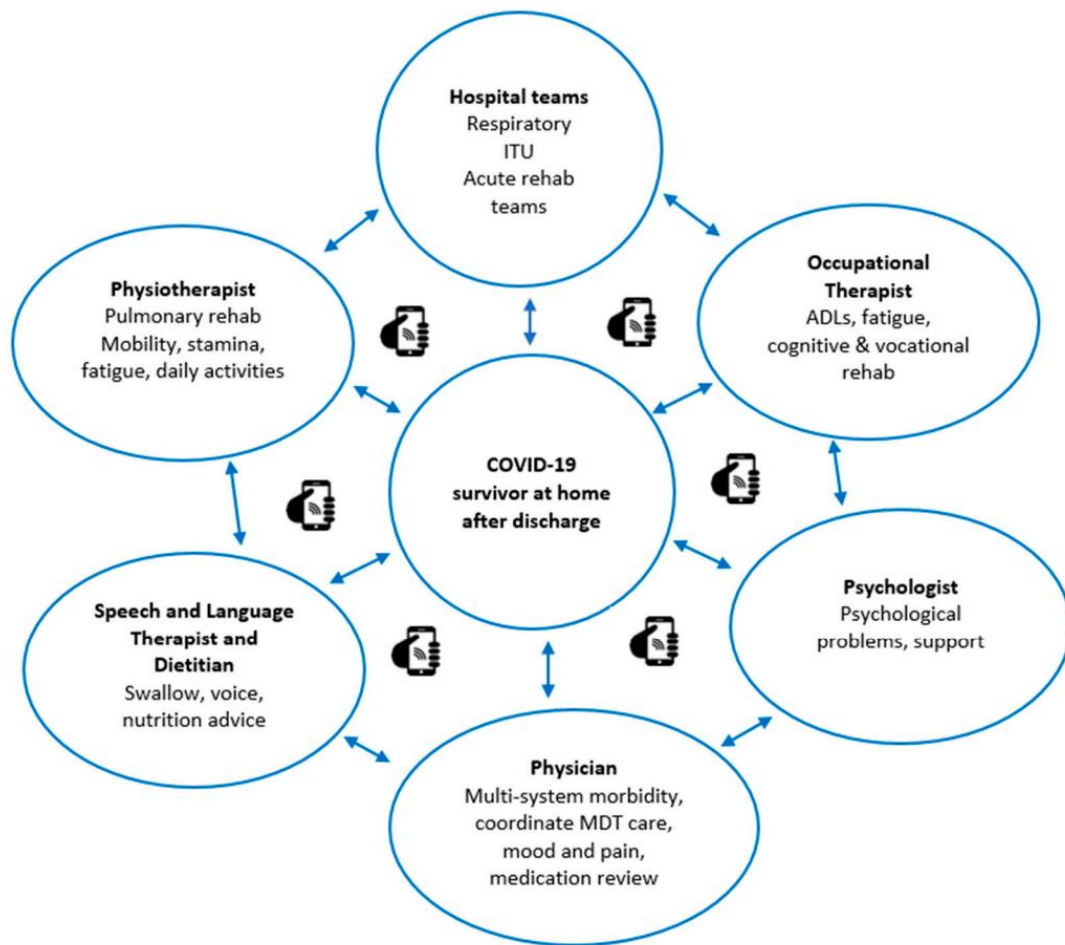 Hospital teams
Respiratory
ITU
Acute rehab
teams
Physiotherapist
Pulmonary rehab
Mobility, stamina,
fatigue, daily activities
Occupational
Therapist
ADLs, fatigue,
cognitive & vocational
rehab
COVID-19
survivor at home
after discharge
Speech and Language
Therapist and
Dietitian
Swallow, voice,
nutrition advice
Psychologist
Psychological
problems, support
Physician
Multi-system morbidity,
coordinate MDT care,
mood and pain,
medication review